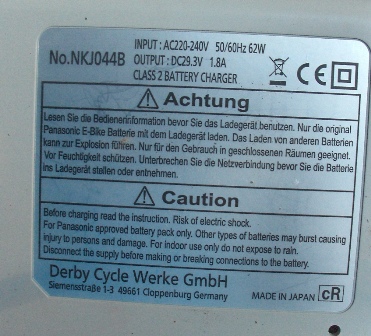 No.NKJ044B
INPUT : AC220-240V 50/60Hz 62W
OUTPUT : DC29.3V 1.8A
CLASS 2 BATTERY CHARGER
CE
Achtung
Lesen Sie die Bedienerinformation bevor Sie das Ladegerät benutzen. Nur die original
Panasonic E-Bike Batterie mit dem Ladegerät laden. Das Laden von anderen Batterien
kann zur Explosion führen. Nur für den Gebrauch in geschlossenen Räumen geeignet.
Vor Feuchtigkeit schützen. Unterbrechen Sie die Netzverbindung bevor Sie die Batterie
ins Ladegerät stellen oder entnehmen.
Caution
Before charging read the instruction. Risk of electric shock.
For Panasonic approved battery pack only. Other types of batteries may burst causing
injury to persons and damage. For indoor use only do not expose to rain.
Disconnect the supply before making or breaking connections to the battery.
Derby Cycle Werke GmbH
Siemensstraße 1-3 49661 Cloppenburg Germany
MADE IN JAPAN cR